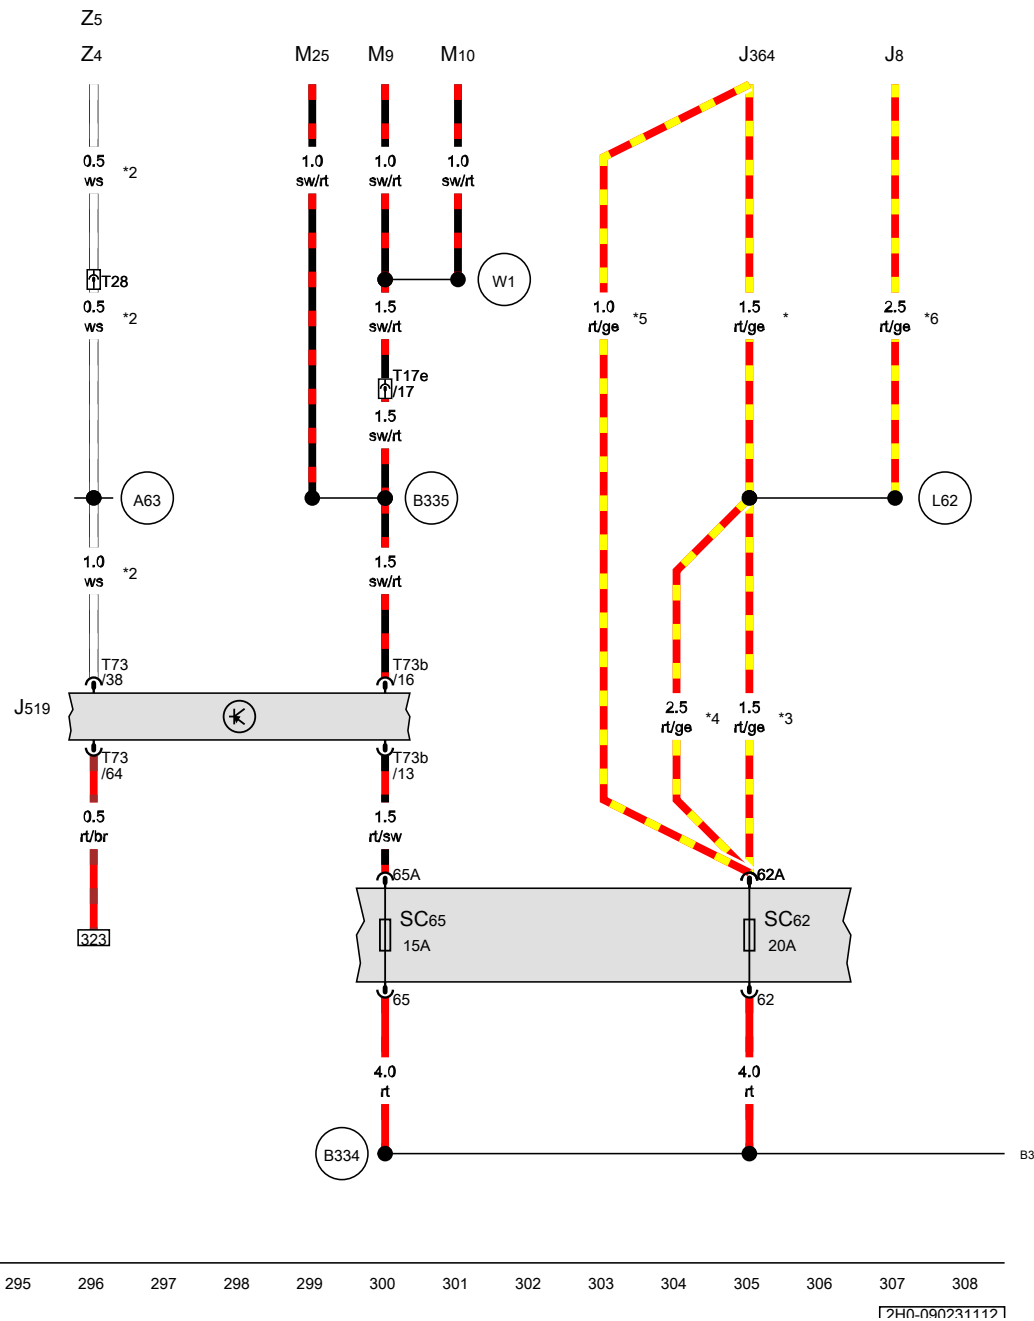 Z5
Z4 M25 M9 M10 J364 J8
0.5 1.0 1.0 1.0
ws *2 sw/rt sw/rt sw/rt
T28 W1
0.5 1.5 1.0 1.5 2.5
ws *2 sw/rt rt/ge *5 rt/ge * rt/ge *6
T17e
/17
1.5
sw/rt
A63 B335 L62
1.0 1.5
ws *2 sw/rt
T73 T73b
/38 /16
J519 2.5 1.5
rt/ge *4 rt/ge *3
T73 T73b
/64 /13
0.5 1.5
rt/br rt/sw
65A 62A
SC65 SC62
323 15A 20A
65 62
4.0 4.0
rt rt
B334 B3
295 296 297 298 299 300 301 302 303 304 305 306 307 308
2H0-090231112